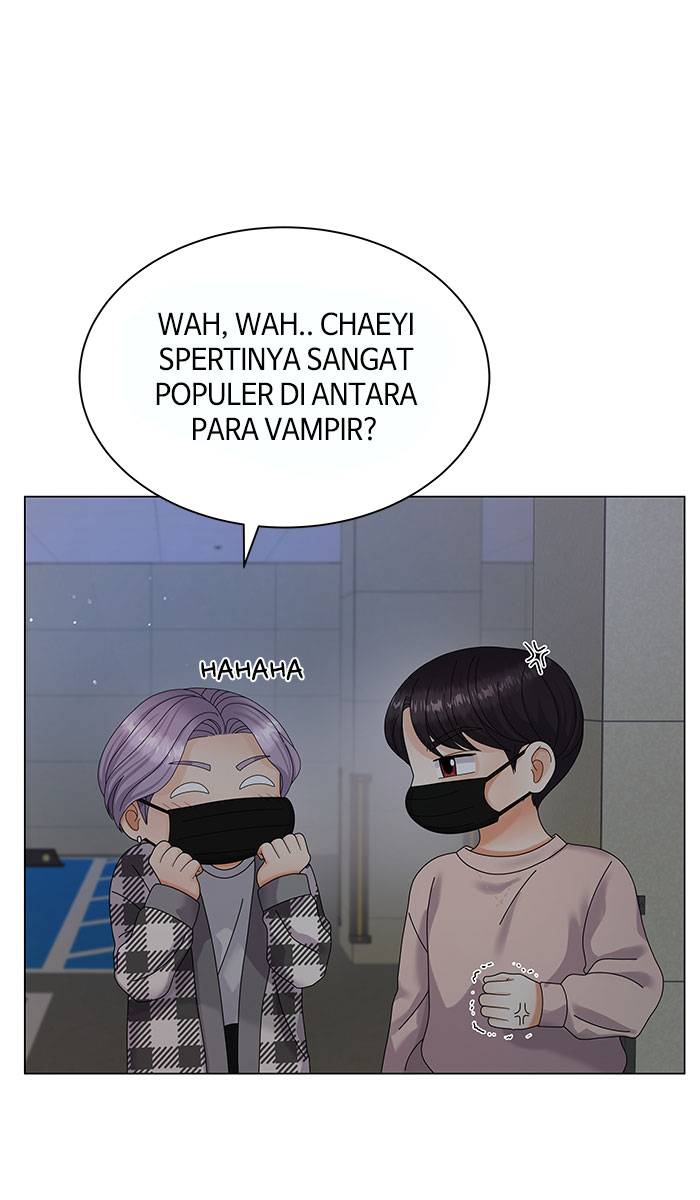 WAH, WAH.. CHAEYI
SPERTINYA SANGAT
POPULER DI ANTARA
PARA VAMPIR?
HAHAHA